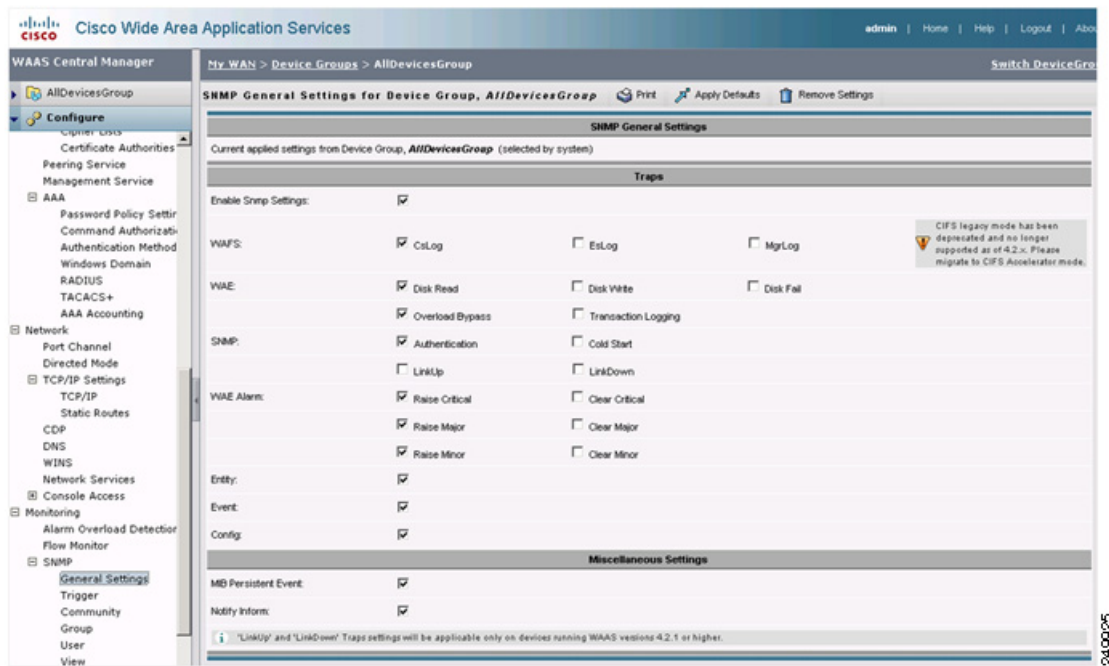 CISCO Cisco Wide Area Application Services
admin | Home | Help | Logout | Abou
WAAS Central Manager
AllDevicesGroup
Configure
Cipher Lists
Certificate Authorities
Peering Service
Management Service
AAA
Password Policy Settin
Command Authorizati
Authentication Method
Windows Domain
RADIUS
TACACS+
AAA Accounting
Network
Port Channel
Directed Mode
TCP/IP Settings
TCP/IP
Static Routes
CDP
DNS
WINS
Network Services
Console Access
Monitoring
Alarm Overload Detection
Flow Monitor
SNMP
General Settings
Trigger
Community
Group
User
View
My WAN > Device Groups > AllDevicesGroup
Switch DeviceGro
SNMP General Settings for Device Group, AllDevicesGroup Print Apply Defaults Remove Settings
SNMP General Settings
Current applied settings from Device Group, AllDevicesGroup (selected by system)
Traps
Enable Snmp Settings:
WAFS: CsLog EsLog MgrLog
CIFS legacy mode has been
deprecated and no longer
supported as of 4.2.x. Please
migrate to CIFS Accelerator mode.
WAE: Disk Read Disk Write Disk Fail
Overload Bypass Transaction Logging
SNMP: Authentication Cold Start
LinkUp LinkDown
WAE Alarm: Raise Critical Clear Critical
Raise Major Clear Major
Raise Minor Clear Minor
Entity:
Event:
Config:
Miscellaneous Settings
MIB Persistent Event:
Notify Inform:
'LinkUp' and 'LinkDown' Traps settings will be applicable only on devices running WAAS versions 4.2.1 or higher.
249925